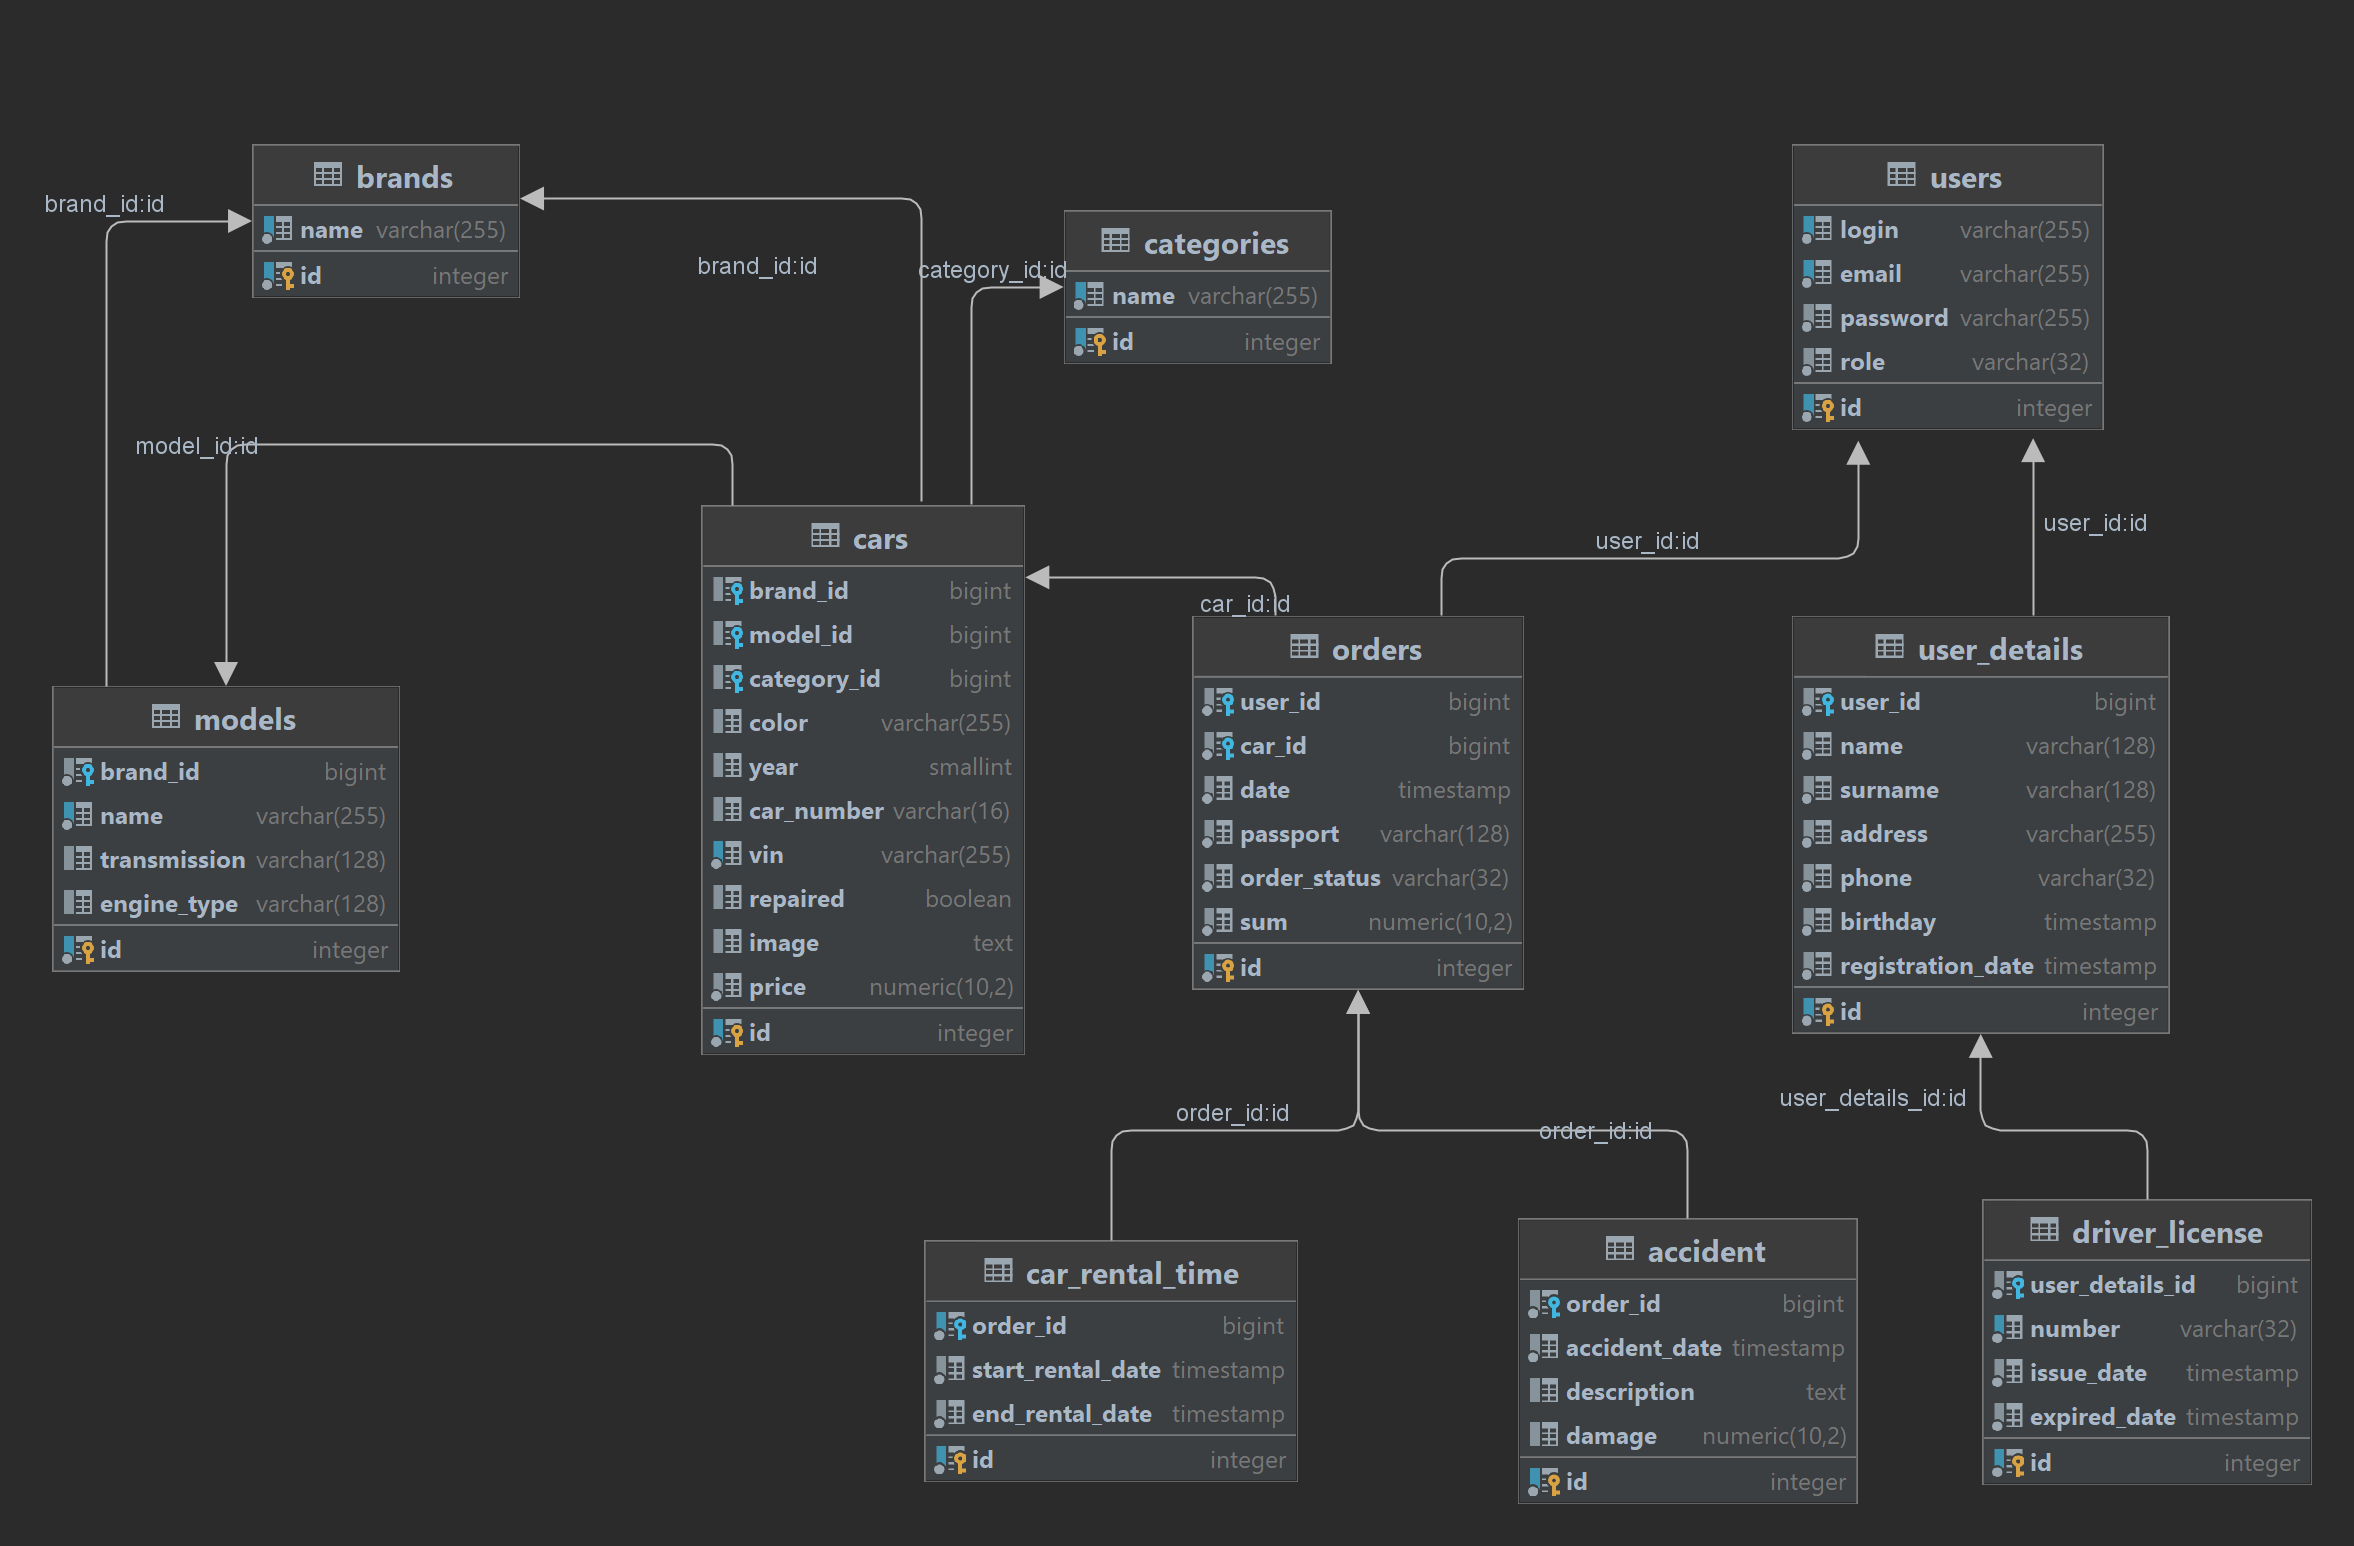 brands
name varchar(255)
id integer
brand_id:id
brand_id:id
category_id:id
categories
name varchar(255)
id integer
users
login varchar(255)
email varchar(255)
password varchar(255)
role varchar(32)
id integer
model_id:id
user_id:id
user_id:id
car_id:id
models
brand_id bigint
name varchar(255)
transmission varchar(128)
engine_type varchar(128)
id integer
cars
brand_id bigint
model_id bigint
category_id bigint
color varchar(255)
year smallint
car_number varchar(16)
vin varchar(255)
repaired boolean
image text
price numeric(10,2)
id integer
orders
user_id bigint
car_id bigint
date timestamp
passport varchar(128)
order_status varchar(32)
sum numeric(10,2)
id integer
user_details
user_id bigint
name varchar(128)
surname varchar(128)
address varchar(255)
phone varchar(32)
birthday timestamp
registration_date timestamp
id integer
order_id:id
order_id:id
user_details_id:id
car_rental_time
order_id bigint
start_rental_date timestamp
end_rental_date timestamp
id integer
accident
order_id bigint
accident_date timestamp
description text
damage numeric(10,2)
id integer
driver_license
user_details_id bigint
number varchar(32)
issue_date timestamp
expired_date timestamp
id integer